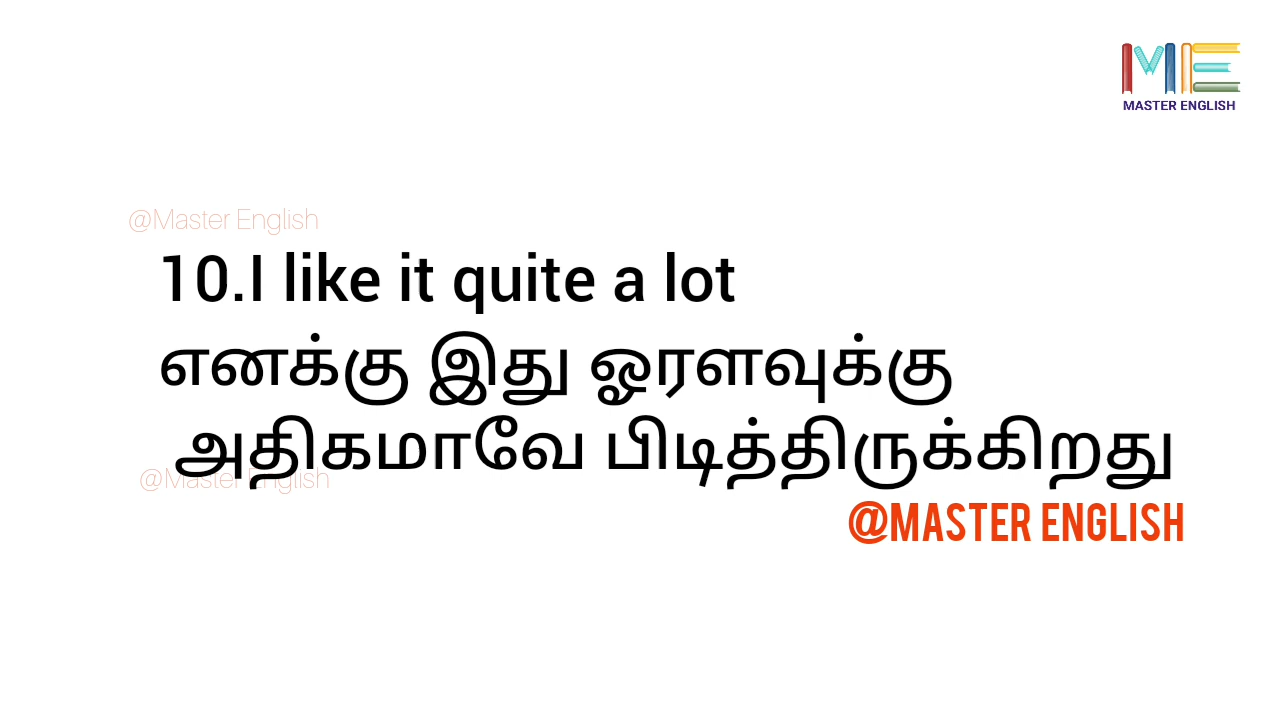 MASTER ENGLISH
@Master English
10.I like it quite a lot
எனக்கு இது ஓரளவுக்கு
அதிகமாவே பிடித்திருக்கிறது
@Master English
@MASTER ENGLISH